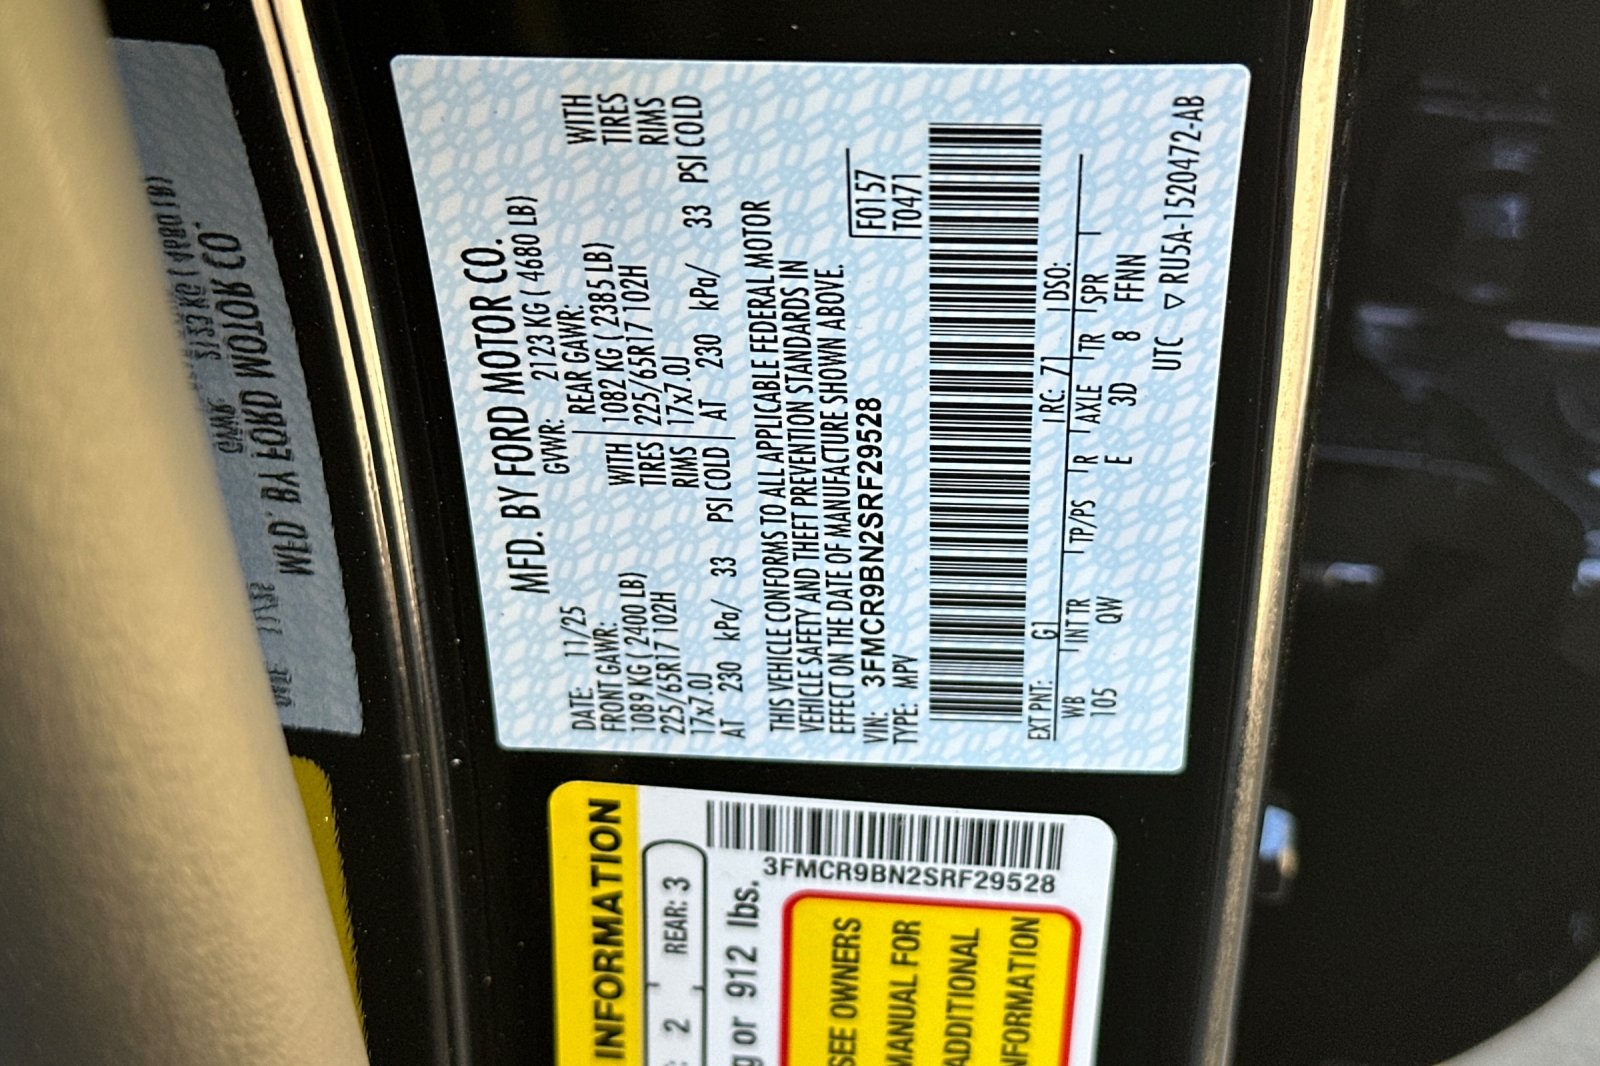 MFD. BY FORD MOTOR CO.
DATE: 11/25 GVWR: 2123 KG ( 4680 LB)
FRONT GAWR: REAR GAWR:
1089 KG ( 2400 LB) WITH 1082 KG ( 2385 LB) WITH
225/65R17 102H TIRES 225/65R17 102H TIRES
17x7.0J RIMS 17x7.0J RIMS
AT 230 kPa/ 33 PSI COLD AT 230 kPa/ 33 PSI COLD
THIS VEHICLE CONFORMS TO ALL APPLICABLE FEDERAL MOTOR
VEHICLE SAFETY AND THEFT PREVENTION STANDARDS IN
EFFECT ON THE DATE OF MANUFACTURE SHOWN ABOVE.
VIN: 3FMCR9BN2SRF29528 F0157
TYPE: MPV T0471
EXT PNT: G1 RC: 71 DSO:
WB INT TR TP/PS R AXLE TR SPR
105 QW E 3D 8 FFNN
UTC ▽ RU5A-1520472-AB
INFORMATION
2 REAR: 3
or 912 lbs.
3FMCR9BN2SRF29528
SEE OWNERS
MANUAL FOR
ADDITIONAL
INFORMATION